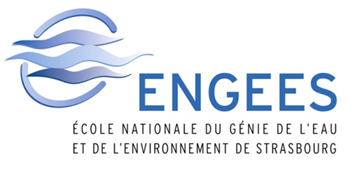 ENGEES
ÉCOLE NATIONALE DU GÉNIE DE L'EAU
ET DE L'ENVIRONNEMENT DE STRASBOURG